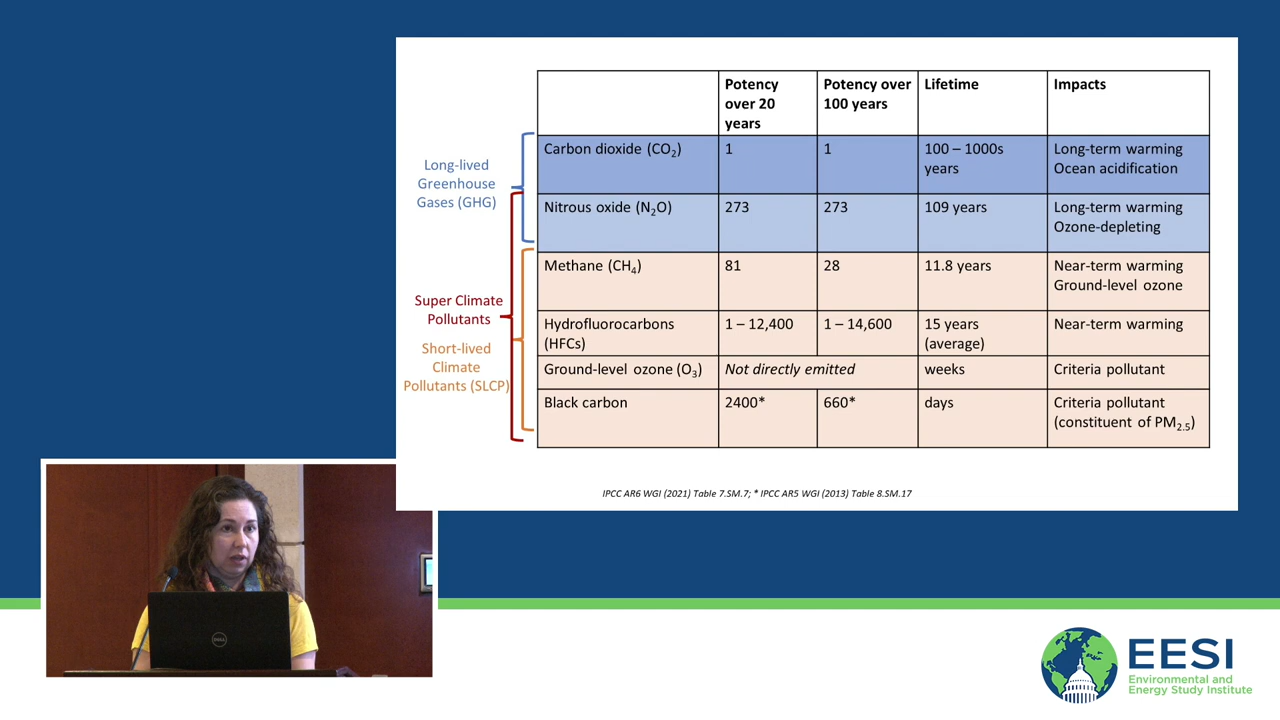 Potency
over 20
years
Potency over
100 years
Lifetime
Impacts
Long-lived
Greenhouse
Gases (GHG)
Super Climate
Pollutants
Short-lived
Climate
Pollutants (SLCP)
Carbon dioxide (CO₂)
1
1
100 – 1000s
years
Long-term warming
Ocean acidification
Nitrous oxide (N₂O)
273
273
109 years
Long-term warming
Ozone-depleting
Methane (CH₄)
81
28
11.8 years
Near-term warming
Ground-level ozone
Hydrofluorocarbons
(HFCs)
1 – 12,400
1 – 14,600
15 years
(average)
Near-term warming
Ground-level ozone (O₃)
Not directly emitted
weeks
Criteria pollutant
Black carbon
2400*
660*
days
Criteria pollutant
(constituent of PM₂.₅)
IPCC AR6 WGI (2021) Table 7.SM.7; * IPCC AR5 WGI (2013) Table 8.SM.17
DELL
EESI
Environmental and
Energy Study Institute